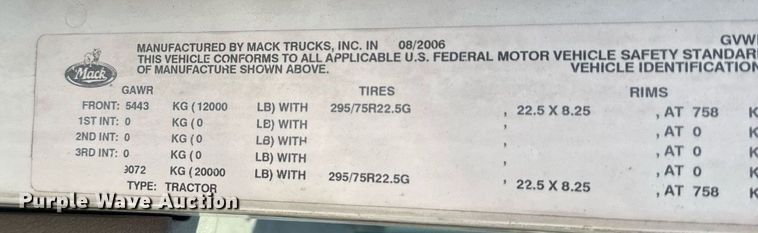 MANUFACTURED BY MACK TRUCKS, INC. IN 08/2006 GVW
THIS VEHICLE CONFORMS TO ALL APPLICABLE U.S. FEDERAL MOTOR VEHICLE SAFETY STANDAR
OF MANUFACTURE SHOWN ABOVE. VEHICLE IDENTIFICATION
Mack
GAWR TIRES RIMS
FRONT: 5443 KG (12000 LB) WITH 295/75R22.5G , 22.5 X 8.25 , AT 758 K
1ST INT: 0 KG (0 LB) WITH , , AT 0 K
2ND INT: 0 KG (0 LB) WITH , , AT 0 K
3RD INT: 0 KG (0 LB) WITH , , AT 0 K
9072 KG (20000 LB) WITH 295/75R22.5G , 22.5 X 8.25 , AT 758 K
TYPE: TRACTOR
Purple Wave Auction